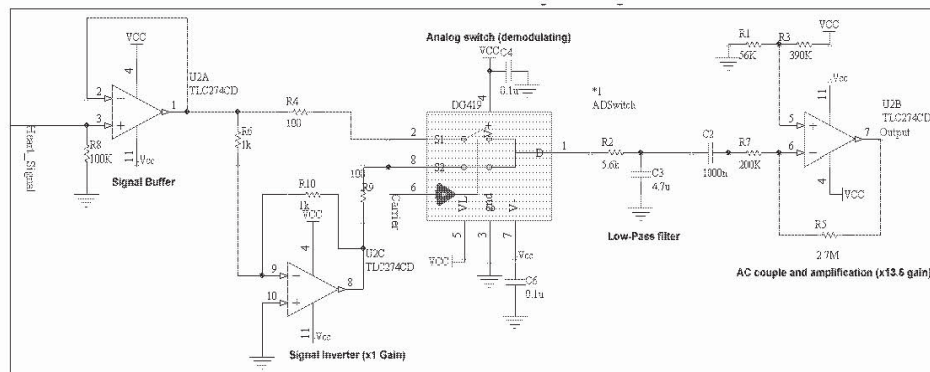 Analog switch (demodulating)
VCC
C4
0.1u
DG419
*1
ADSwitch
VCC
4
U2A
TLC274CD
2
3
1
R8
100K
11
Vcc
Heart_Signal
Signal Buffer
R4
100
R6
1k
R10
1k
VCC
4
9
10
8
11
Vcc
U2C
TLC274CD
Signal Inverter (x1 Gain)
R9
Carrier
4
2
S1
V+
8
S2
D
1
6
VL
gnd
V-
5
3
7
VCC
Vcc
C6
0.1u
R2
5.6k
C3
4.7u
Low-Pass filter
C2
1000n
R7
200K
R1
56K
R3
390K
VCC
Vcc
11
5
6
7
4
VCC
U2B
TLC274CD
Output
R5
2.7M
AC couple and amplification (x13.5 gain)